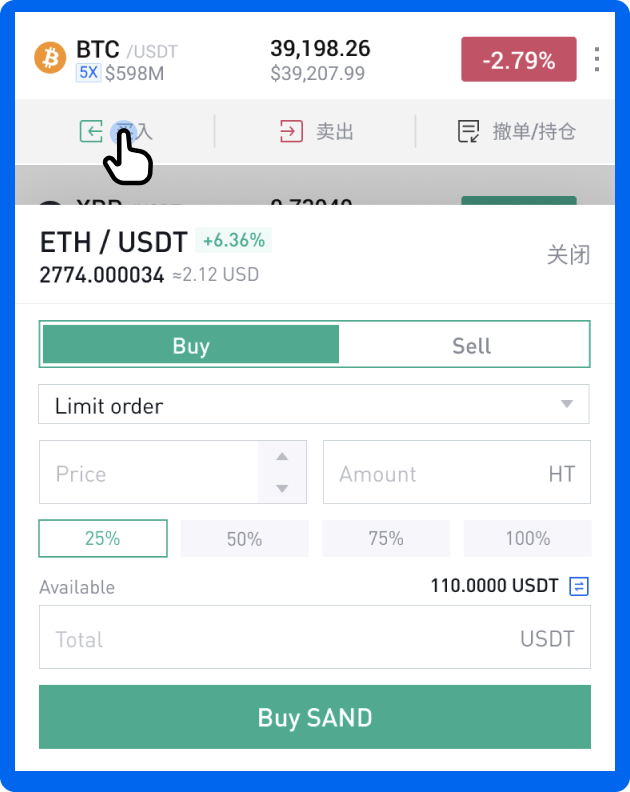 BTC /USDT 39,198.26 -2.79%
5X $598M $39,207.99
买入 卖出 撤单/持仓
ETH / USDT +6.36%
关闭
2774.000034 ≈2.12 USD
Buy Sell
Limit order
Price Amount HT
25% 50% 75% 100%
Available 110.0000 USDT
Total USDT
Buy SAND